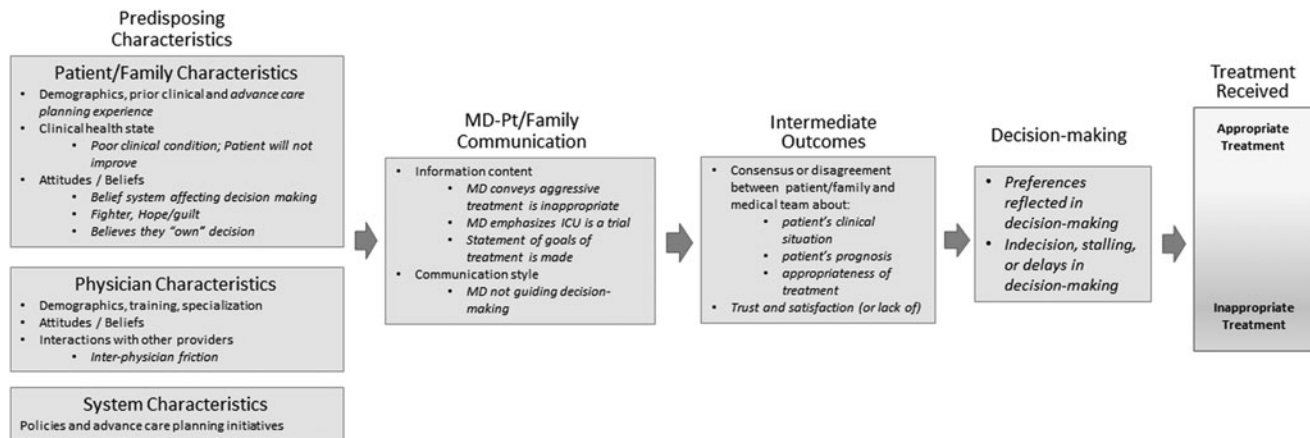 Predisposing
Characteristics
Patient/Family Characteristics
• Demographics, prior clinical and advance care
planning experience
• Clinical health state
• Poor clinical condition; Patient will not
improve
• Attitudes / Beliefs
• Belief system affecting decision making
• Fighter, Hope/guilt
• Believes they “own” decision
Physician Characteristics
• Demographics, training, specialization
• Attitudes / Beliefs
• Interactions with other providers
• Inter-physician friction
System Characteristics
Policies and advance care planning initiatives
MD-Pt/Family
Communication
• Information content
• MD conveys aggressive
treatment is inappropriate
• MD emphasizes ICU is a trial
• Statement of goals of
treatment is made
• Communication style
• MD not guiding decision-
making
Intermediate
Outcomes
• Consensus or disagreement
between patient/family and
medical team about:
• patient’s clinical
situation
• patient’s prognosis
• appropriateness of
treatment
• Trust and satisfaction (or lack of)
Decision-making
• Preferences
reflected in
decision-making
• Indecision, stalling,
or delays in
decision-making
Treatment
Received
Appropriate
Treatment
Inappropriate
Treatment